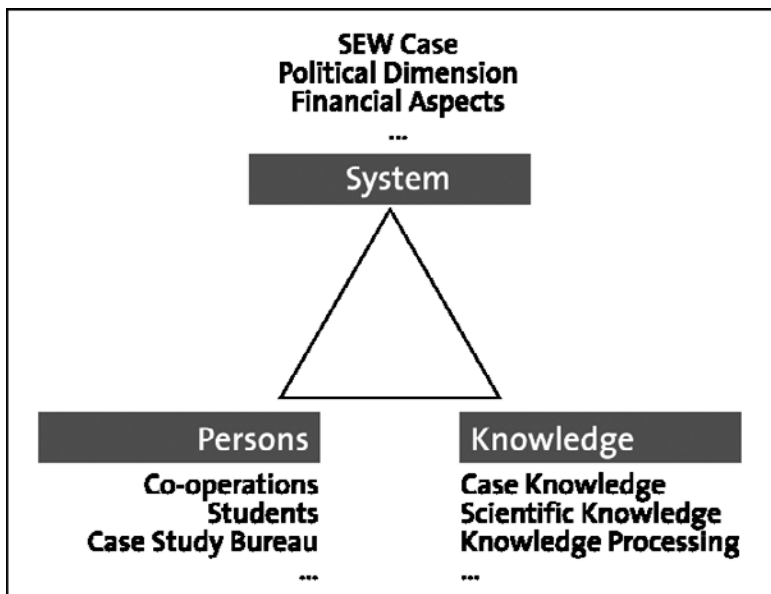 SEW Case
Political Dimension
Financial Aspects
...
System
Persons
Co-operations
Students
Case Study Bureau
...
Knowledge
Case Knowledge
Scientific Knowledge
Knowledge Processing
...